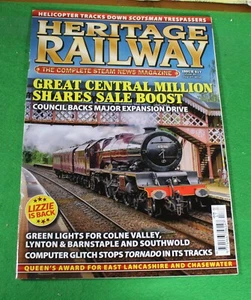 HELICOPTER TRACKS DOWN SCOTSMAN TRESPASSERS
HERITAGE
RAILWAY
THE COMPLETE STEAM NEWS MAGAZINE
GREAT CENTRAL MILLION
SHARES SALE BOOST
COUNCIL BACKS MAJOR EXPANSION DRIVE
LIZZIE
IS BACK
GREEN LIGHTS FOR COLNE VALLEY,
LYNTON & BARNSTAPLE AND SOUTHWOLD
COMPUTER GLITCH STOPS TORNADO IN ITS TRACKS
QUEEN'S AWARD FOR EAST LANCASHIRE AND CHASEWATER